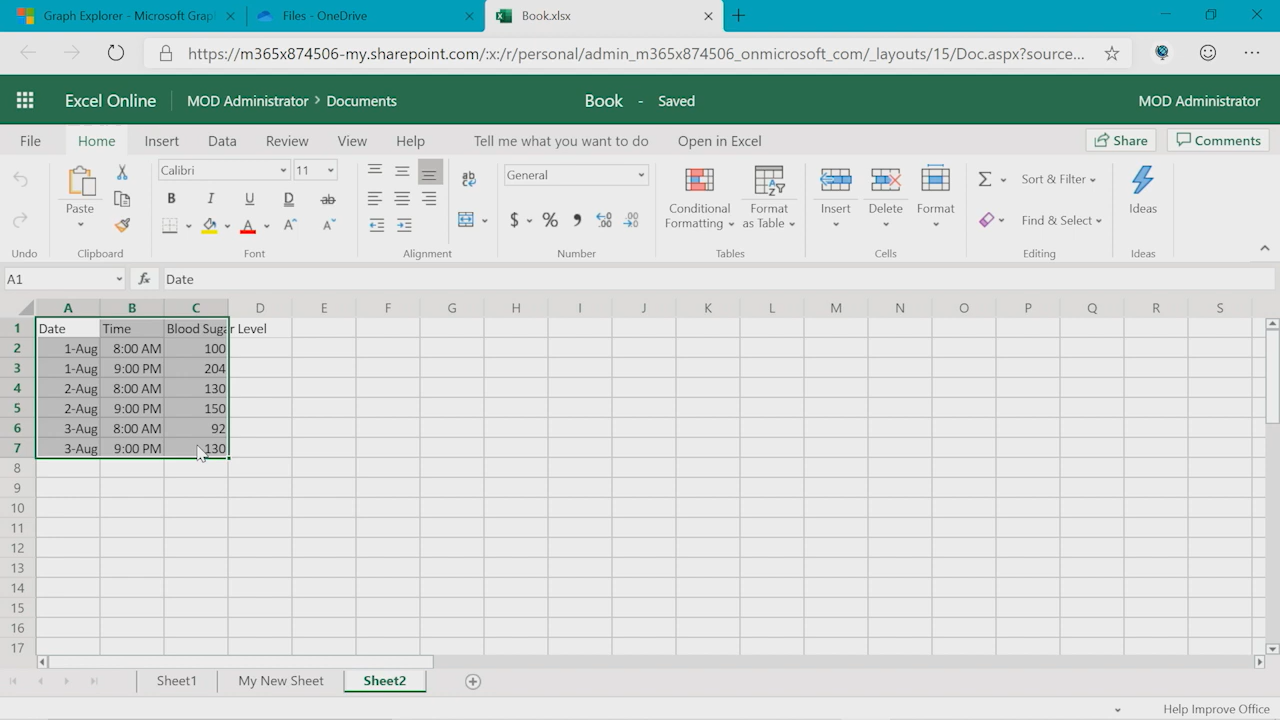 Graph Explorer - Microsoft Grap
Files - OneDrive
Book.xlsx
https://m365x874506-my.sharepoint.com/:x:/r/personal/admin_m365x874506_onmicrosoft_com/_layouts/15/Doc.aspx?source...
Excel Online MOD Administrator > Documents Book - Saved MOD Administrator
File Home Insert Data Review View Help Tell me what you want to do Open in Excel Share Comments
Paste
Calibri 11
B I U D ab
A A A
ab
General
$ % ,
Conditional Formatting
Format as Table
Insert
Delete
Format
Σ Sort & Filter
Find & Select
Ideas
Undo Clipboard Font Alignment Number Tables Cells Editing Ideas
A1 fx Date
A B C D E F G H I J K L M N O P Q R S
1 Date Time Blood Sugar Level
2 1-Aug 8:00 AM 100
3 1-Aug 9:00 PM 204
4 2-Aug 8:00 AM 130
5 2-Aug 9:00 PM 150
6 3-Aug 8:00 AM 92
7 3-Aug 9:00 PM 130
8
9
10
11
12
13
14
15
16
17
Sheet1 My New Sheet Sheet2
Help Improve Office